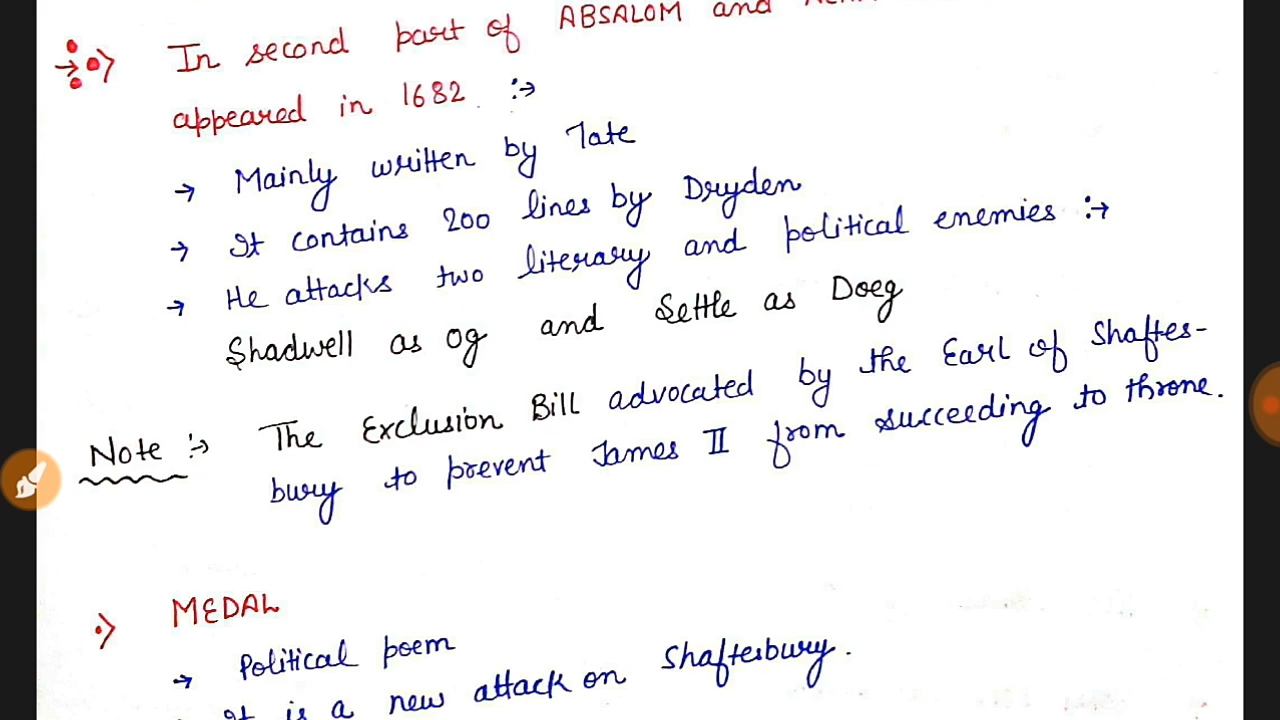 In second part of ABSALOM and
appeared in 1682 :→
→ Mainly written by Tate
→ It contains 200 lines by Dryden
→ He attacks two literary and political enemies :→
Shadwell as Og and Settle as Doeg
Note :→ The Exclusion Bill advocated by the Earl of Shaftes-
bury to prevent James II from succeeding to throne.
MEDAL
→ Political poem
It is a new attack on Shaftesbury.